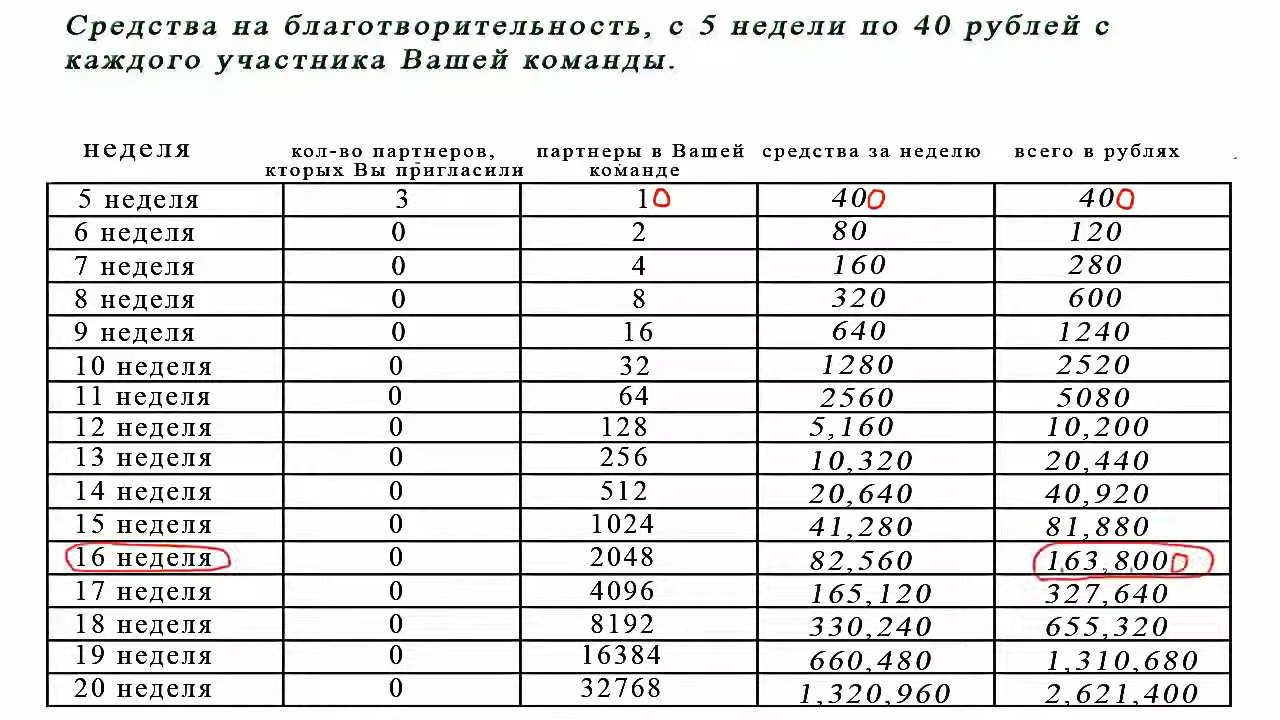 Средства на благотворительность, с 5 недели по 40 рублей с
каждого участника Вашей команды.
неделя кол-во партнеров, партнеры в Вашей средства за неделю всего в рублях
кторых Вы пригласили команде
5 неделя 3 10 400 400
6 неделя 0 2 80 120
7 неделя 0 4 160 280
8 неделя 0 8 320 600
9 неделя 0 16 640 1240
10 неделя 0 32 1280 2520
11 неделя 0 64 2560 5080
12 неделя 0 128 5,160 10,200
13 неделя 0 256 10,320 20,440
14 неделя 0 512 20,640 40,920
15 неделя 0 1024 41,280 81,880
16 неделя 0 2048 82,560 163,8000
17 неделя 0 4096 165,120 327,640
18 неделя 0 8192 330,240 655,320
19 неделя 0 16384 660,480 1,310,680
20 неделя 0 32768 1,320,960 2,621,400